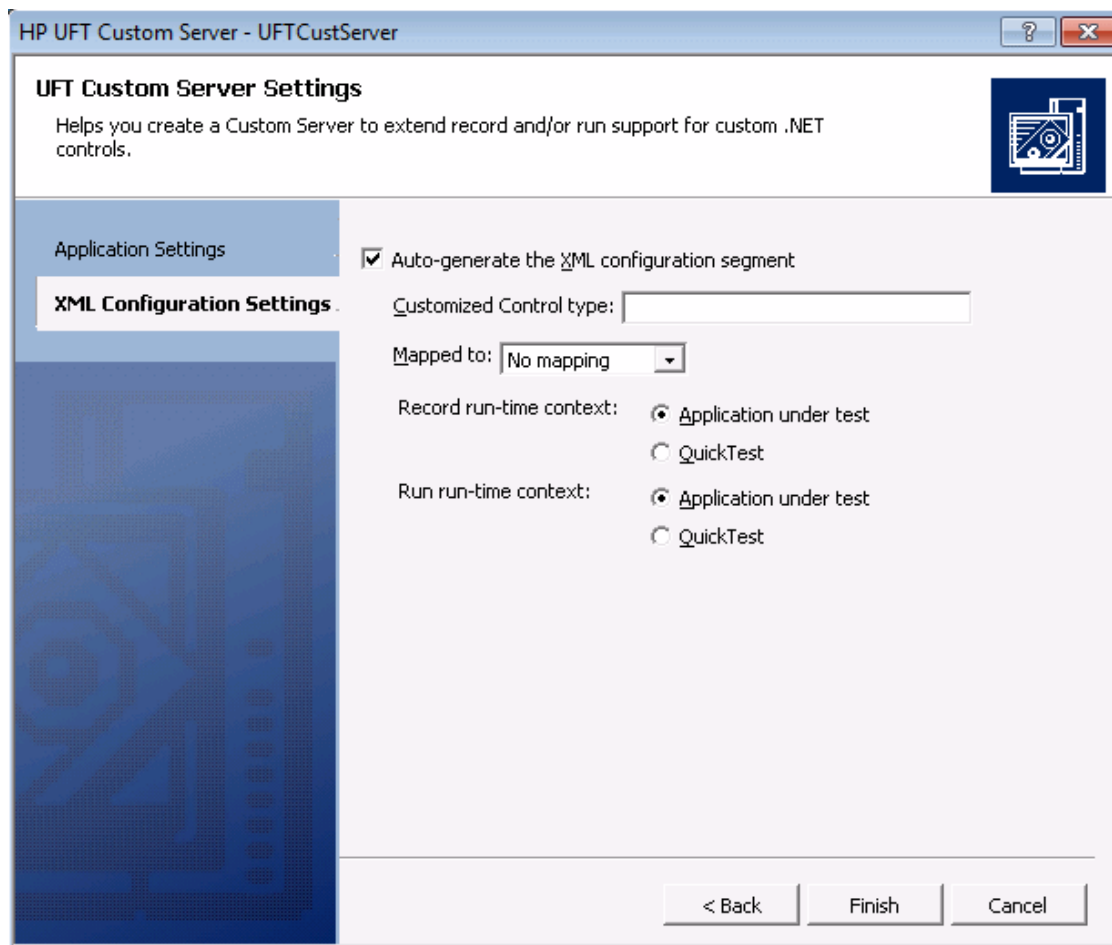 HP UFT Custom Server - UFTCustServer
UFT Custom Server Settings
Helps you create a Custom Server to extend record and/or run support for custom .NET
controls.
Application Settings
XML Configuration Settings
Auto-generate the XML configuration segment
Customized Control type:
Mapped to: No mapping
Record run-time context: Application under test
QuickTest
Run run-time context: Application under test
QuickTest
< Back Finish Cancel